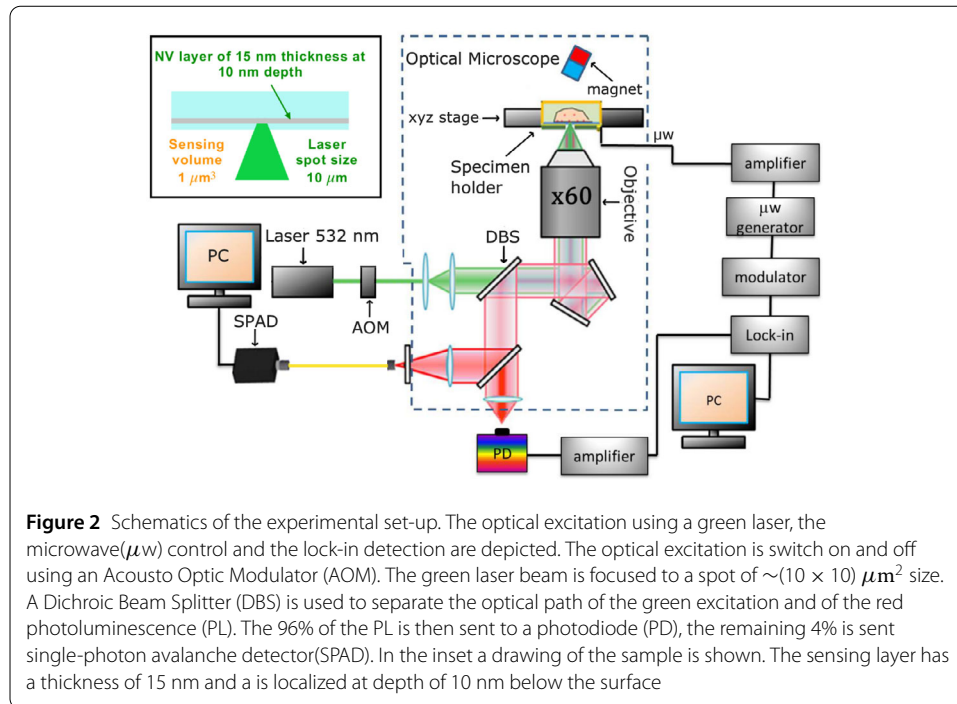 NV layer of 15 nm thickness at
10 nm depth
Sensing
volume
1 μm³
Laser
spot size
10 μm
Optical Microscope
magnet
xyz stage
Specimen
holder
μw
amplifier
μw
generator
modulator
Lock-in
PC
x60
Objective
DBS
Laser 532 nm
AOM
PC
SPAD
PD
amplifier
Figure 2 Schematics of the experimental set-up. The optical excitation using a green laser, the
microwave(μw) control and the lock-in detection are depicted. The optical excitation is switch on and off
using an Acousto Optic Modulator (AOM). The green laser beam is focused to a spot of ∼(10 × 10) μm² size.
A Dichroic Beam Splitter (DBS) is used to separate the optical path of the green excitation and of the red
photoluminescence (PL). The 96% of the PL is then sent to a photodiode (PD), the remaining 4% is sent
single-photon avalanche detector(SPAD). In the inset a drawing of the sample is shown. The sensing layer has
a thickness of 15 nm and a is localized at depth of 10 nm below the surface